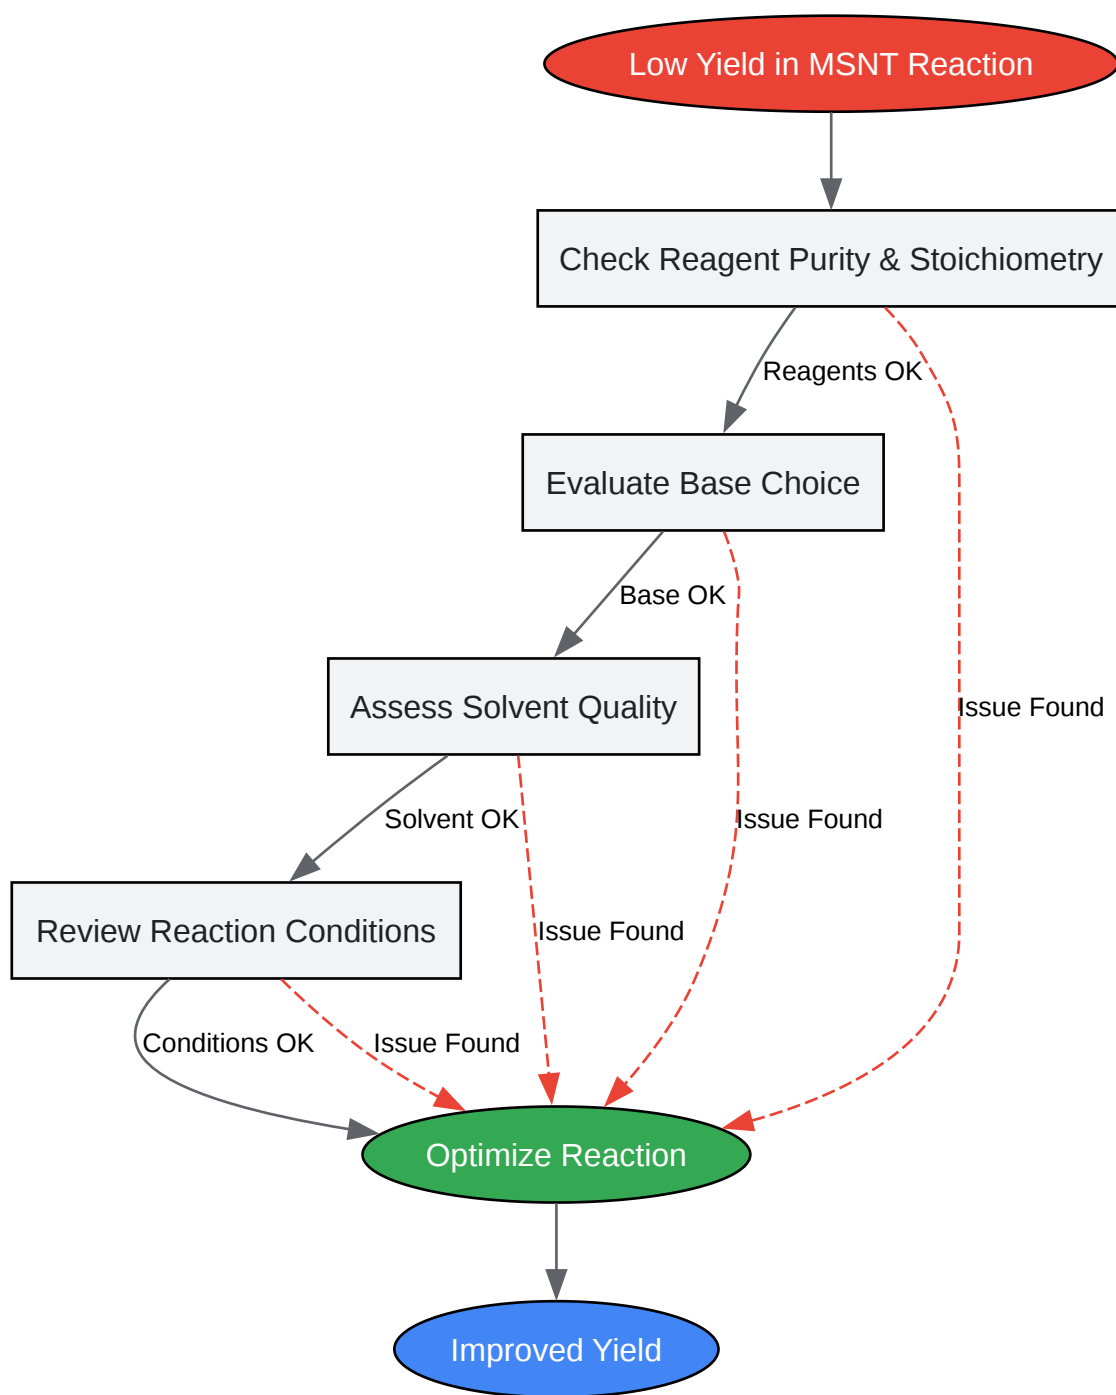 Low Yield in MSNT Reaction
Check Reagent Purity & Stoichiometry
Reagents OK
Evaluate Base Choice
Base OK
Assess Solvent Quality
Issue Found
Solvent OK
Issue Found
Review Reaction Conditions
Issue Found
Conditions OK
Issue Found
Optimize Reaction
Improved Yield